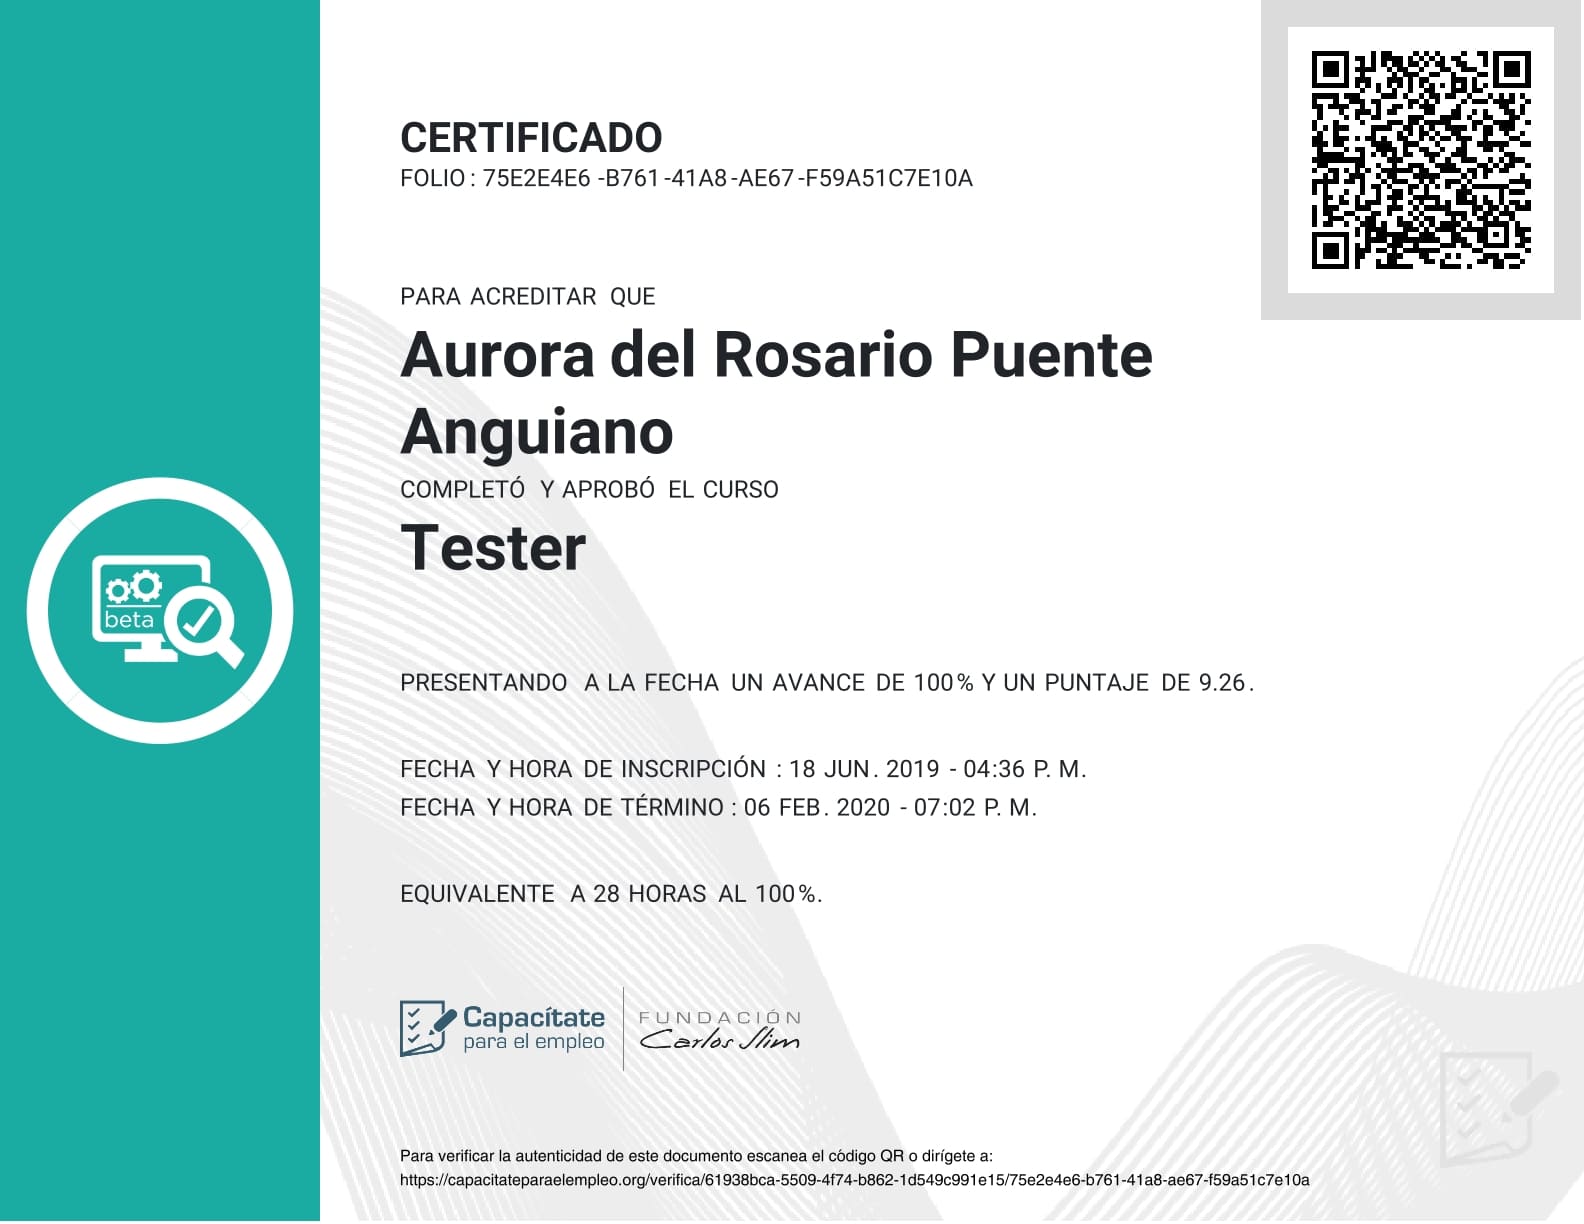 CERTIFICADO
FOLIO : 75E2E4E6 -B761 -41A8 -AE67 -F59A51C7E10A
PARA ACREDITAR QUE
Aurora del Rosario Puente
Anguiano
COMPLETÓ Y APROBÓ EL CURSO
Tester
beta
PRESENTANDO A LA FECHA UN AVANCE DE 100% Y UN PUNTAJE DE 9.26.
FECHA Y HORA DE INSCRIPCIÓN : 18 JUN. 2019 - 04:36 P. M.
FECHA Y HORA DE TÉRMINO : 06 FEB. 2020 - 07:02 P. M.
EQUIVALENTE A 28 HORAS AL 100%.
Capacítate
para el empleo
FUNDACIÓN
Carlos Slim
Para verificar la autenticidad de este documento escanea el código QR o dirígete a:
https://capacitateparaelempleo.org/verifica/61938bca-5509-4f74-b862-1d549c991e15/75e2e4e6-b761-41a8-ae67-f59a51c7e10a